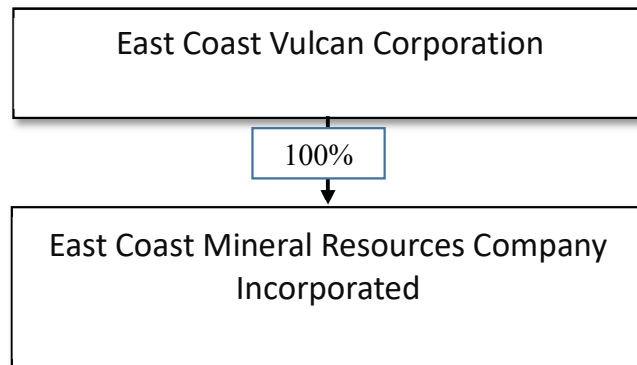 East Coast Vulcan Corporation
100%
East Coast Mineral Resources Company
Incorporated